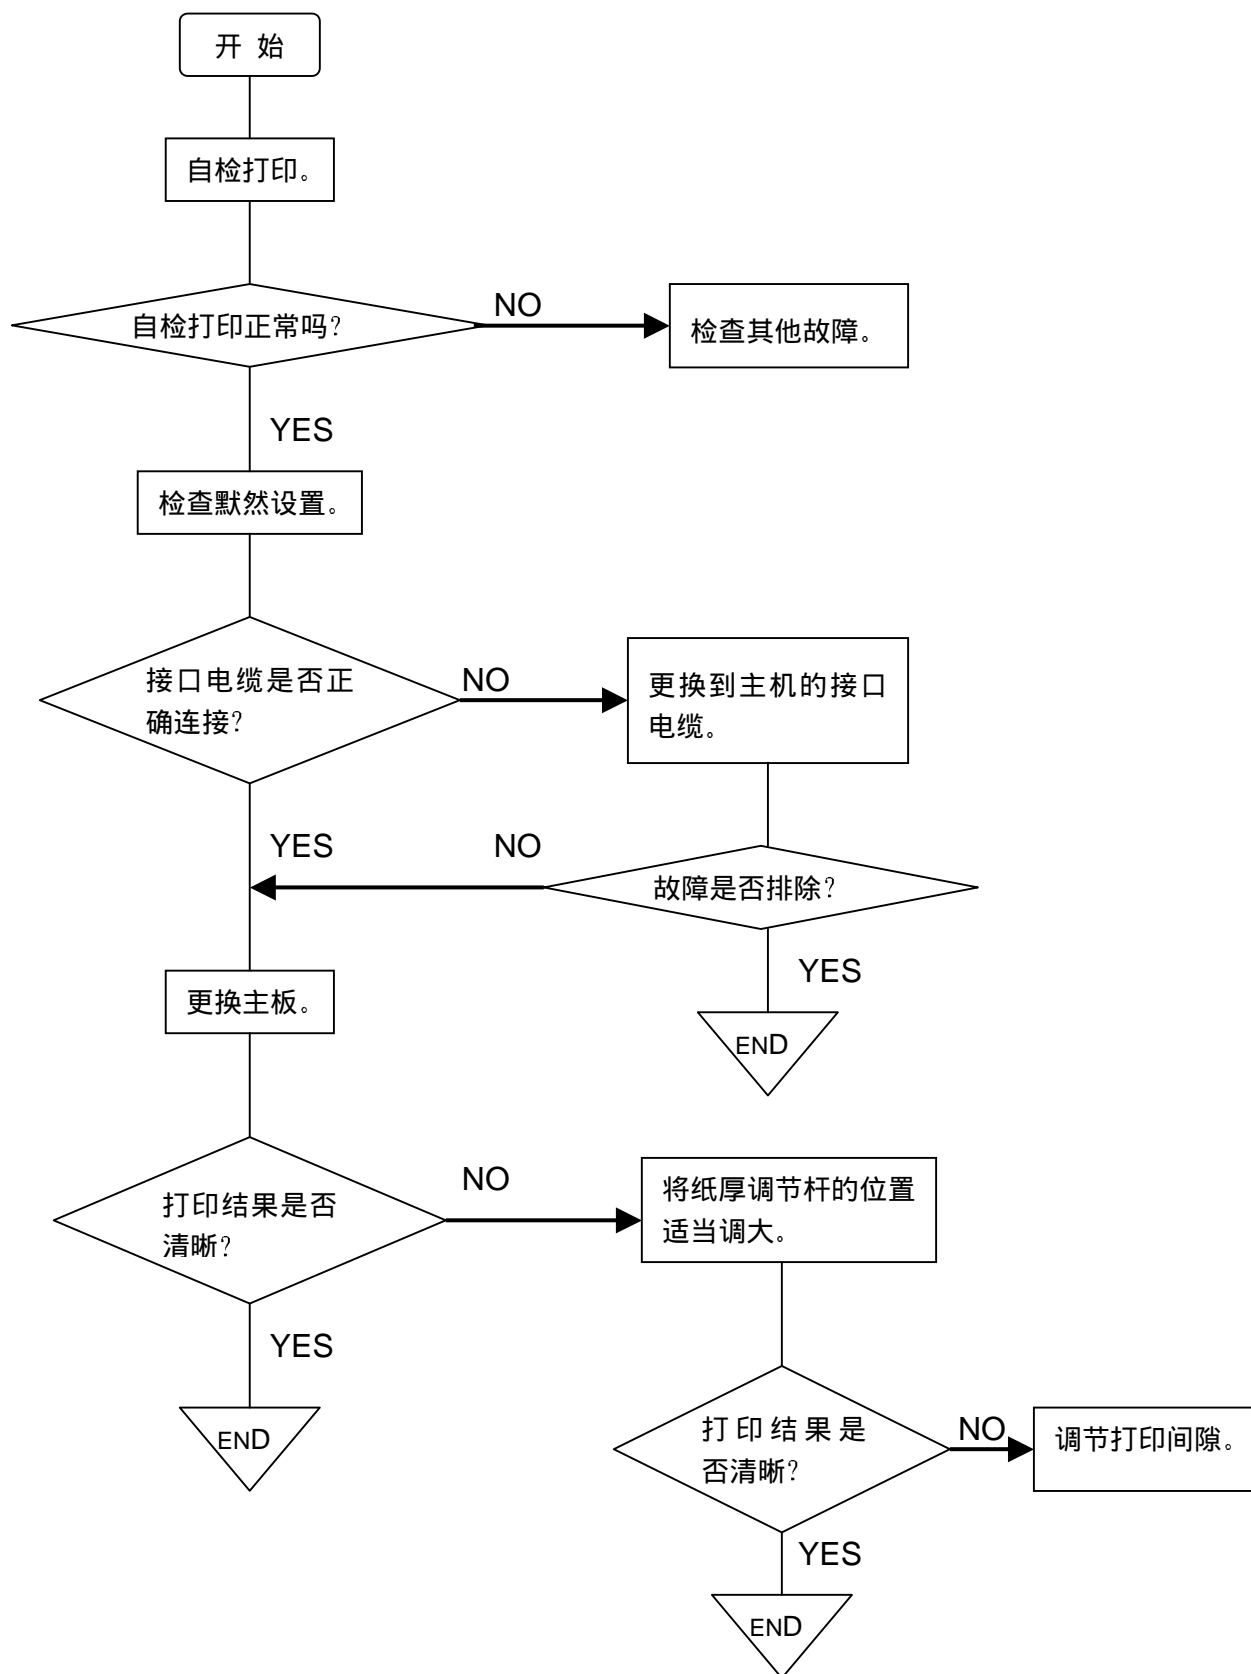 开 始
自检打印。
自检打印正常吗?
NO
检查其他故障。
YES
检查默然设置。
接口电缆是否正
确连接?
NO
更换到主机的接口
电缆。
YES
NO
故障是否排除?
YES
更换主板。
END
打印结果是否
清晰?
NO
将纸厚调节杆的位置
适当调大。
YES
END
打印结果是
否清晰?
NO
调节打印间隙。
YES
END